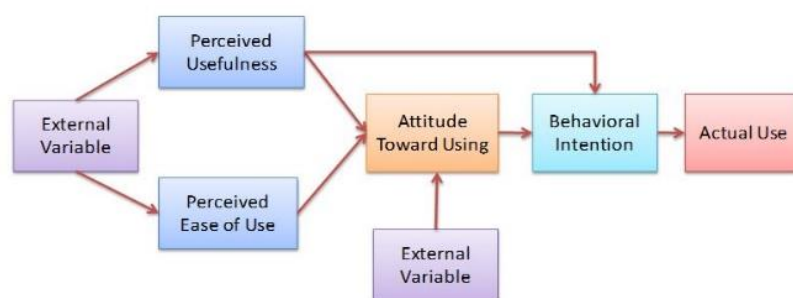 Perceived
Usefulness
External
Variable
Attitude
Toward Using
Behavioral
Intention
Actual Use
Perceived
Ease of Use
External
Variable